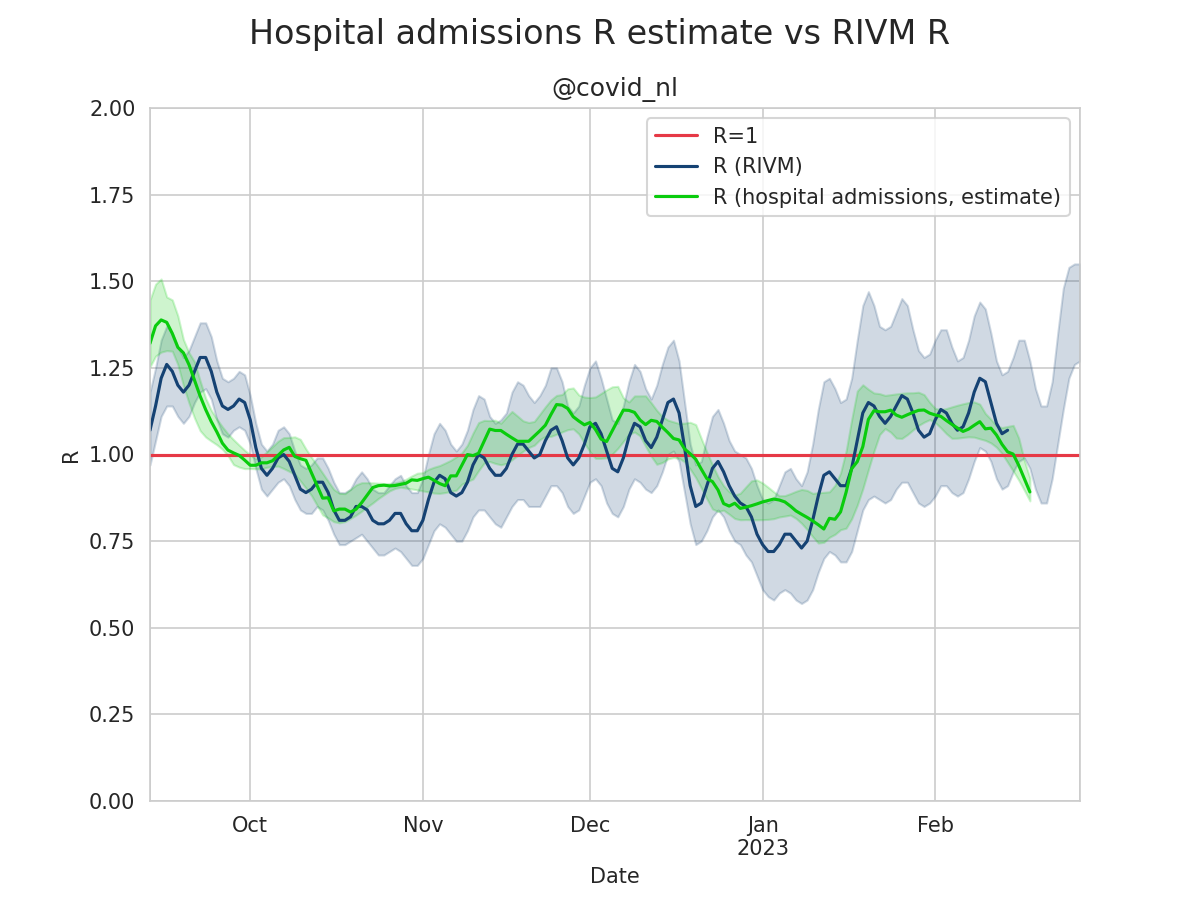 Hospital admissions R estimate vs RIVM R
@covid_nl
R=1
R (RIVM)
R (hospital admissions, estimate)
2.00
1.75
1.50
1.25
1.00
0.75
0.50
0.25
0.00
R
Oct Nov Dec Jan Feb
2023
Date